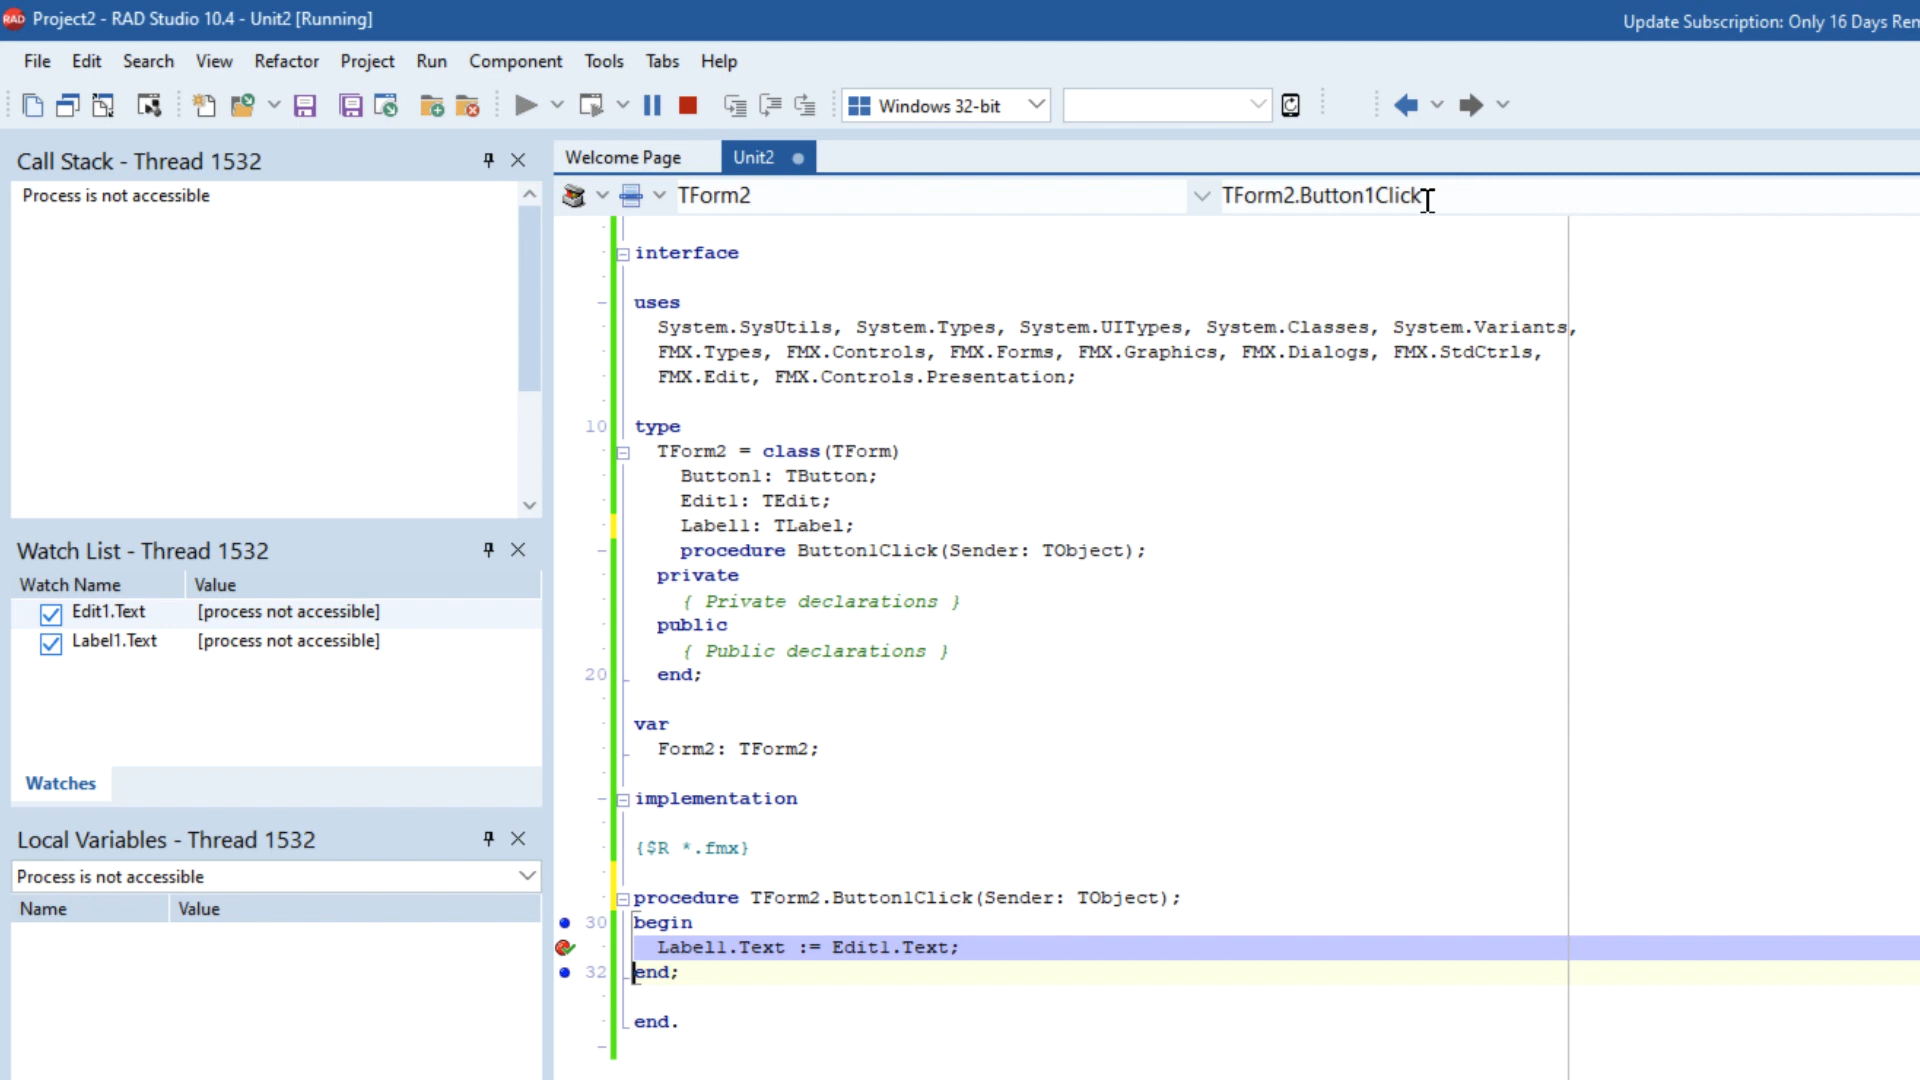 RAD Project2 - RAD Studio 10.4 - Unit2 [Running]
Update Subscription: Only 16 Days Ren
File Edit Search View Refactor Project Run Component Tools Tabs Help
Windows 32-bit
Call Stack - Thread 1532
Process is not accessible
Watch List - Thread 1532
Watch Name Value
Edit1.Text [process not accessible]
Label1.Text [process not accessible]
Watches
Local Variables - Thread 1532
Process is not accessible
Name Value
Welcome Page Unit2
TForm2 TForm2.Button1Click
interface
uses
System.SysUtils, System.Types, System.UITypes, System.Classes, System.Variants,
FMX.Types, FMX.Controls, FMX.Forms, FMX.Graphics, FMX.Dialogs, FMX.StdCtrls,
FMX.Edit, FMX.Controls.Presentation;
10 type
TForm2 = class(TForm)
Button1: TButton;
Edit1: TEdit;
Label1: TLabel;
procedure Button1Click(Sender: TObject);
private
{ Private declarations }
public
{ Public declarations }
20 end;
var
Form2: TForm2;
implementation
{$R *.fmx}
procedure TForm2.Button1Click(Sender: TObject);
30 begin
Label1.Text := Edit1.Text;
32 end;
end.